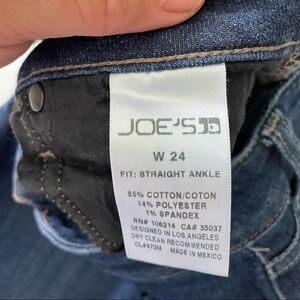 JOE'S
W 24
FIT: STRAIGHT ANKLE
85% COTTON/COTON
14% POLYESTER
1% SPANDEX
RN# 106214 CA# 35037
DESIGNED IN LOS ANGELES
DRY CLEAN RECOMMENDED
CL#473M MADE IN MEXICO